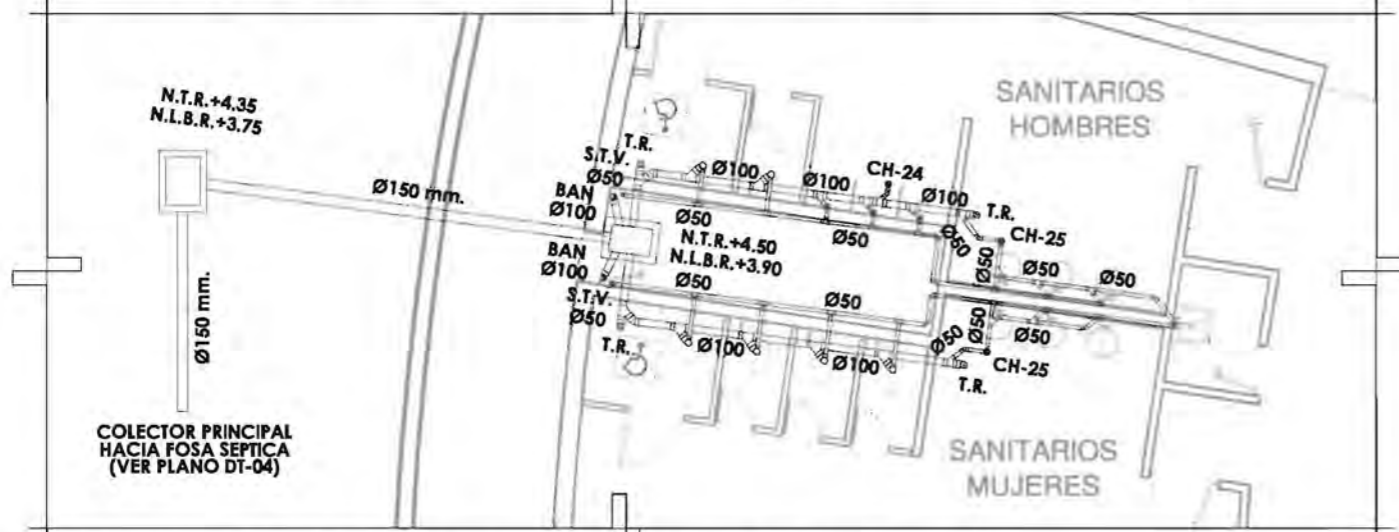 N.T.R.+4.35
N.L.B.R.+3.75
Ø150 mm.
Ø150 mm.
COLECTOR PRINCIPAL
HACIA FOSA SEPTICA
(VER PLANO DT-04)
SANITARIOS
HOMBRES
T.R.
S.T.V.
Ø50
BAN
Ø100
Ø100
Ø100
CH-24
Ø100
T.R.
CH-25
Ø50
Ø50
Ø50
N.T.R.+4.50
N.L.B.R.+3.90
Ø50
Ø50
Ø50
BAN
Ø100
S.T.V.
Ø50
T.R.
Ø50
Ø50
Ø100
Ø100
Ø50
Ø50
Ø50
CH-25
T.R.
SANITARIOS
MUJERES